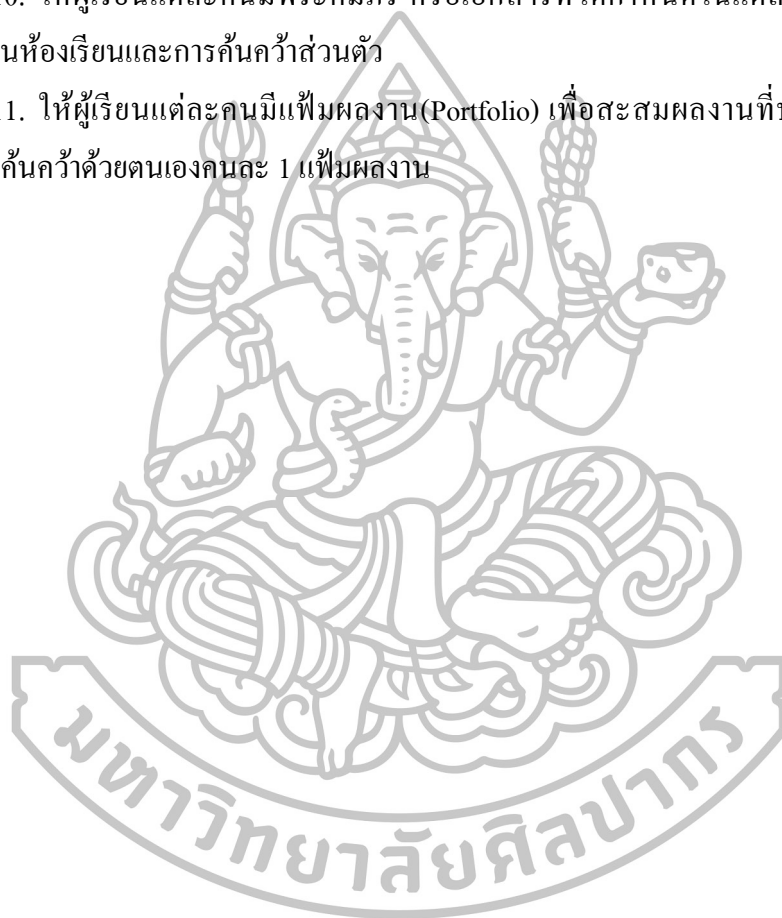 นห้องเรียนและการค้นคว้าส่วนตัว
1. ให้ผู้เรียนแต่ละคนมีแฟ้มผลงาน(Portfolio) เพื่อสะสมผลงานที่
ค้นคว้าด้วยตนเองคนละ 1 แฟ้มผลงาน
มหาวิทยาลัยศิลปากร